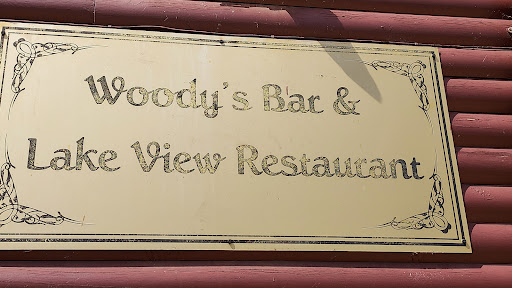 Woody's Bar &
Lake View Restaurant